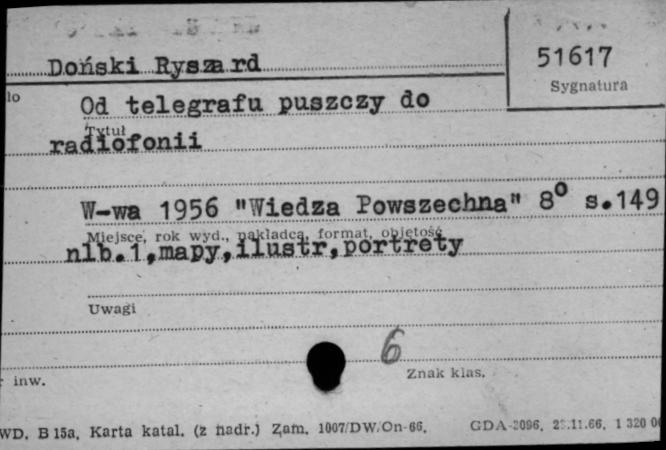 Doński Ryszard
51617
Sygnatura
lo
Od telegrafu puszczy do
Tytuł
radiofonii
W-wa 1956 "Wiedza Powszechna" 8° s.149
Miejsce, rok wyd., nakładca, format, objętość
nlb.1,mapy,ilustr,portrety
Uwagi
6
r inw.
Znak klas.
WD. B 15a. Karta katal. (z nadr.) Zam. 1007/DW/On-66. GDA-2096, .11.66. 1 320 0